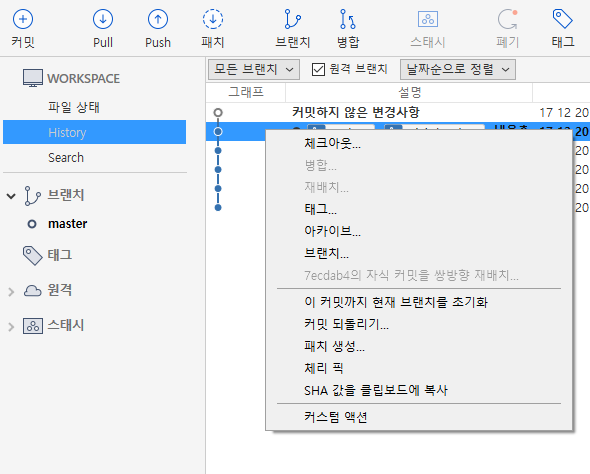 커밋 Pull Push 패치 브랜치 병합 스태시 폐기 태그
WORKSPACE
파일 상태
History
Search
브랜치
master
태그
원격
스태시
모든 브랜치 원격 브랜치 날짜순으로 정렬
그래프 설명
커밋하지 않은 변경사항 17 12 20
17 12 20
20
20
20
20
체크아웃...
병합...
재배치...
태그...
아카이브...
브랜치...
7ecdab4의 자식 커밋을 쌍방향 재배치...
이 커밋까지 현재 브랜치를 초기화
커밋 되돌리기...
패치 생성...
체리 픽
SHA 값을 클립보드에 복사
커스텀 액션